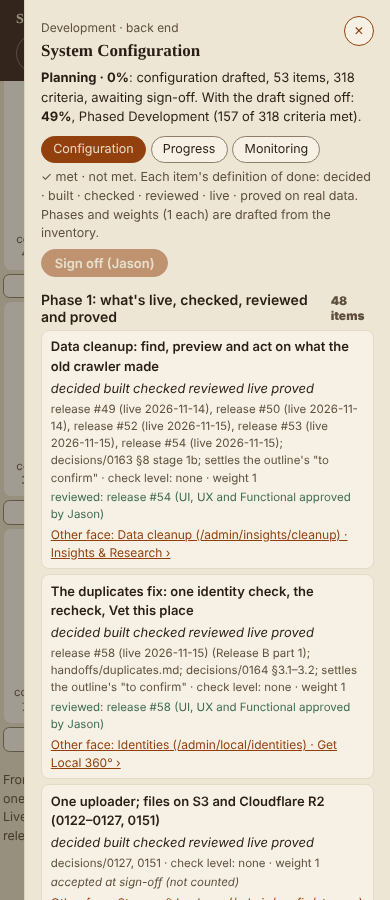 Development · back end
×
System Configuration
Planning · 0%: configuration drafted, 53 items, 318
criteria, awaiting sign-off. With the draft signed off:
49%, Phased Development (157 of 318 criteria met).
Configuration
Progress
Monitoring
✓ met · not met. Each item's definition of done: decided
· built · checked · reviewed · live · proved on real data.
Phases and weights (1 each) are drafted from the
inventory.
Sign off (Jason)
Phase 1: what's live, checked, reviewed
and proved
48
items
Data cleanup: find, preview and act on what the
old crawler made
decided built checked reviewed live proved
release #49 (live 2026-11-14), release #50 (live 2026-11-
14), release #52 (live 2026-11-15), release #53 (live
2026-11-15), release #54 (live 2026-11-15);
decisions/0163 §8 stage 1b; settles the outline's "to
confirm" · check level: none · weight 1
reviewed: release #54 (UI, UX and Functional approved
by Jason)
Other face: Data cleanup (/admin/insights/cleanup) ·
Insights & Research ›
The duplicates fix: one identity check, the
recheck, Vet this place
decided built checked reviewed live proved
release #58 (live 2026-11-15) (Release B part 1);
handoffs/duplicates.md; decisions/0164 §3.1–3.2; settles
the outline's "to confirm" · check level: none · weight 1
reviewed: release #58 (UI, UX and Functional approved
by Jason)
Other face: Identities (/admin/local/identities) · Get
Local 360° ›
One uploader; files on S3 and Cloudflare R2
(0122–0127, 0151)
decided built checked reviewed live proved
decisions/0127, 0151 · check level: none · weight 1
accepted at sign-off (not counted)